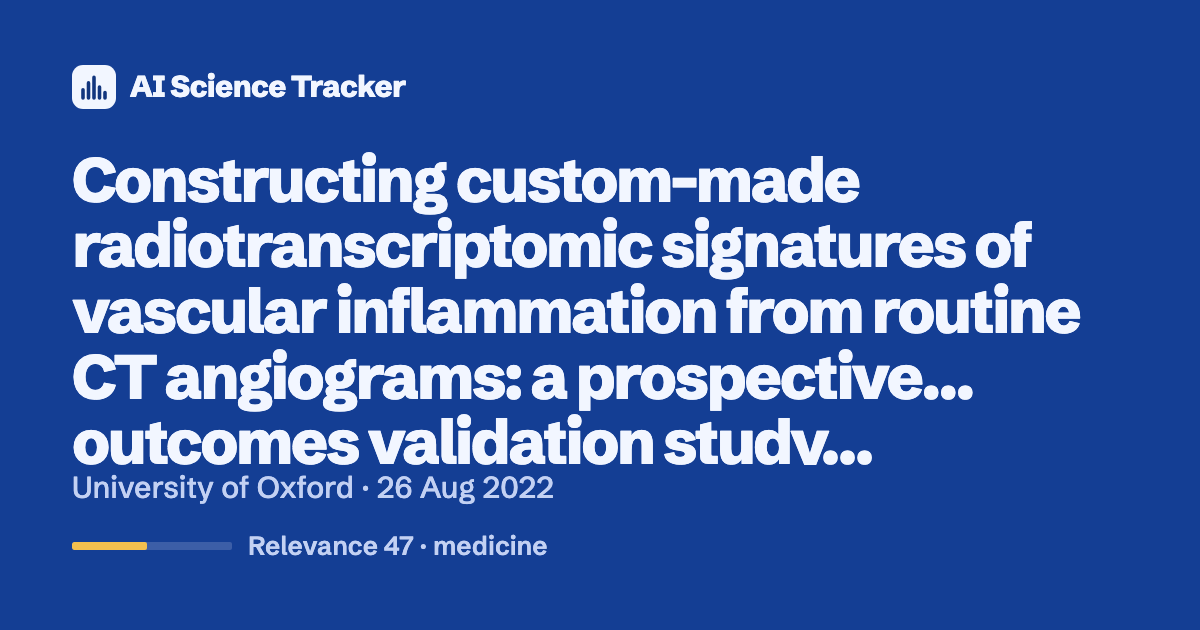 AI Science Tracker
Constructing custom-made
radiotranscriptomic signatures of
vascular inflammation from routine
CT angiograms: a prospective...
outcomes validation study...
University of Oxford · 26 Aug 2022
Relevance 47 · medicine